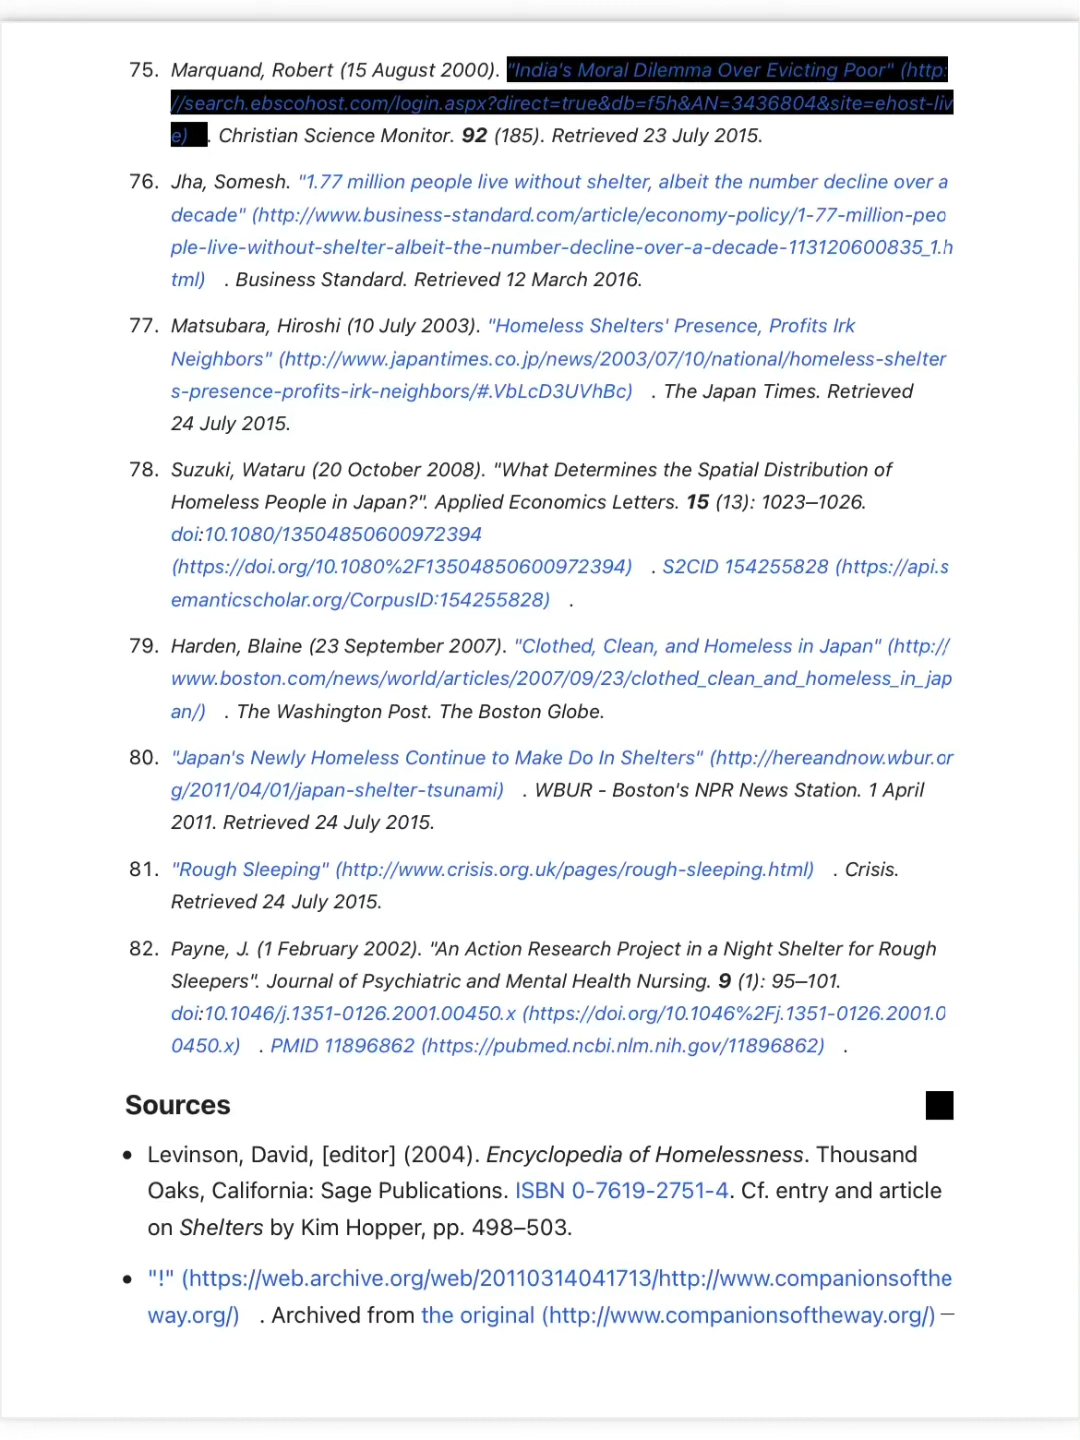 75. Marquand, Robert (15 August 2000). "India's Moral Dilemma Over Evicting Poor" (http:
//search.ebscohost.com/login.aspx?direct=true&db=f5h&AN=3436804&site=ehost-liv
e) . Christian Science Monitor. 92 (185). Retrieved 23 July 2015.
76. Jha, Somesh. "1.77 million people live without shelter, albeit the number decline over a
decade" (http://www.business-standard.com/article/economy-policy/1-77-million-peo
ple-live-without-shelter-albeit-the-number-decline-over-a-decade-113120600835_1.h
tml) . Business Standard. Retrieved 12 March 2016.
77. Matsubara, Hiroshi (10 July 2003). "Homeless Shelters' Presence, Profits Irk
Neighbors" (http://www.japantimes.co.jp/news/2003/07/10/national/homeless-shelter
s-presence-profits-irk-neighbors/#.VbLcD3UVhBc) . The Japan Times. Retrieved
24 July 2015.
78. Suzuki, Wataru (20 October 2008). "What Determines the Spatial Distribution of
Homeless People in Japan?". Applied Economics Letters. 15 (13): 1023–1026.
doi:10.1080/13504850600972394
(https://doi.org/10.1080%2F13504850600972394) . S2CID 154255828 (https://api.s
emanticscholar.org/CorpusID:154255828) .
79. Harden, Blaine (23 September 2007). "Clothed, Clean, and Homeless in Japan" (http://
www.boston.com/news/world/articles/2007/09/23/clothed_clean_and_homeless_in_jap
an/) . The Washington Post. The Boston Globe.
80. "Japan's Newly Homeless Continue to Make Do In Shelters" (http://hereandnow.wbur.or
g/2011/04/01/japan-shelter-tsunami) . WBUR - Boston's NPR News Station. 1 April
2011. Retrieved 24 July 2015.
81. "Rough Sleeping" (http://www.crisis.org.uk/pages/rough-sleeping.html) . Crisis.
Retrieved 24 July 2015.
82. Payne, J. (1 February 2002). "An Action Research Project in a Night Shelter for Rough
Sleepers". Journal of Psychiatric and Mental Health Nursing. 9 (1): 95–101.
doi:10.1046/j.1351-0126.2001.00450.x (https://doi.org/10.1046%2Fj.1351-0126.2001.0
0450.x) . PMID 11896862 (https://pubmed.ncbi.nlm.nih.gov/11896862) .
Sources
• Levinson, David, [editor] (2004). Encyclopedia of Homelessness. Thousand
Oaks, California: Sage Publications. ISBN 0-7619-2751-4. Cf. entry and article
on Shelters by Kim Hopper, pp. 498–503.
• "!" (https://web.archive.org/web/20110314041713/http://www.companionsofthe
way.org/) . Archived from the original (http://www.companionsoftheway.org/) —